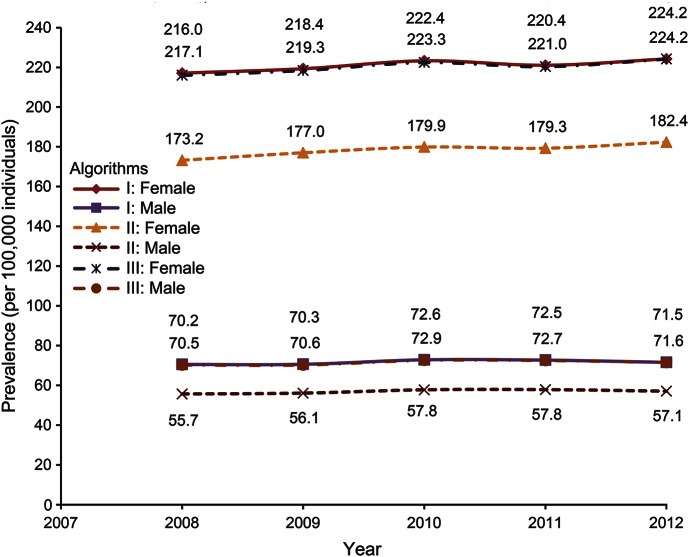 216.0 218.4 222.4 220.4 224.2
217.1 219.3 223.3 221.0 224.2
173.2 177.0 179.9 179.3 182.4
Algorithms
I: Female
I: Male
II: Female
II: Male
III: Female
III: Male
70.2 70.3 72.6 72.5 71.5
70.5 70.6 72.9 72.7 71.6
55.7 56.1 57.8 57.8 57.1
240
220
200
180
160
140
120
100
80
60
40
20
0
Prevalence (per 100,000 individuals)
2007 2008 2009 2010 2011 2012
Year